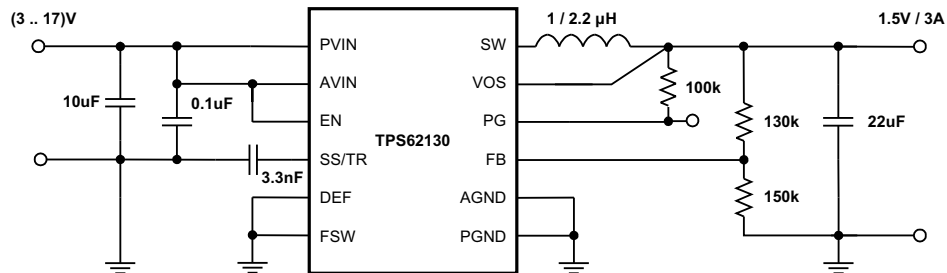 (3 .. 17)V
1 / 2.2 µH
1.5V / 3A
PVIN
SW
AVIN
VOS
10uF
0.1uF
100k
EN
PG
TPS62130
130k
22uF
SS/TR
FB
3.3nF
DEF
AGND
150k
FSW
PGND